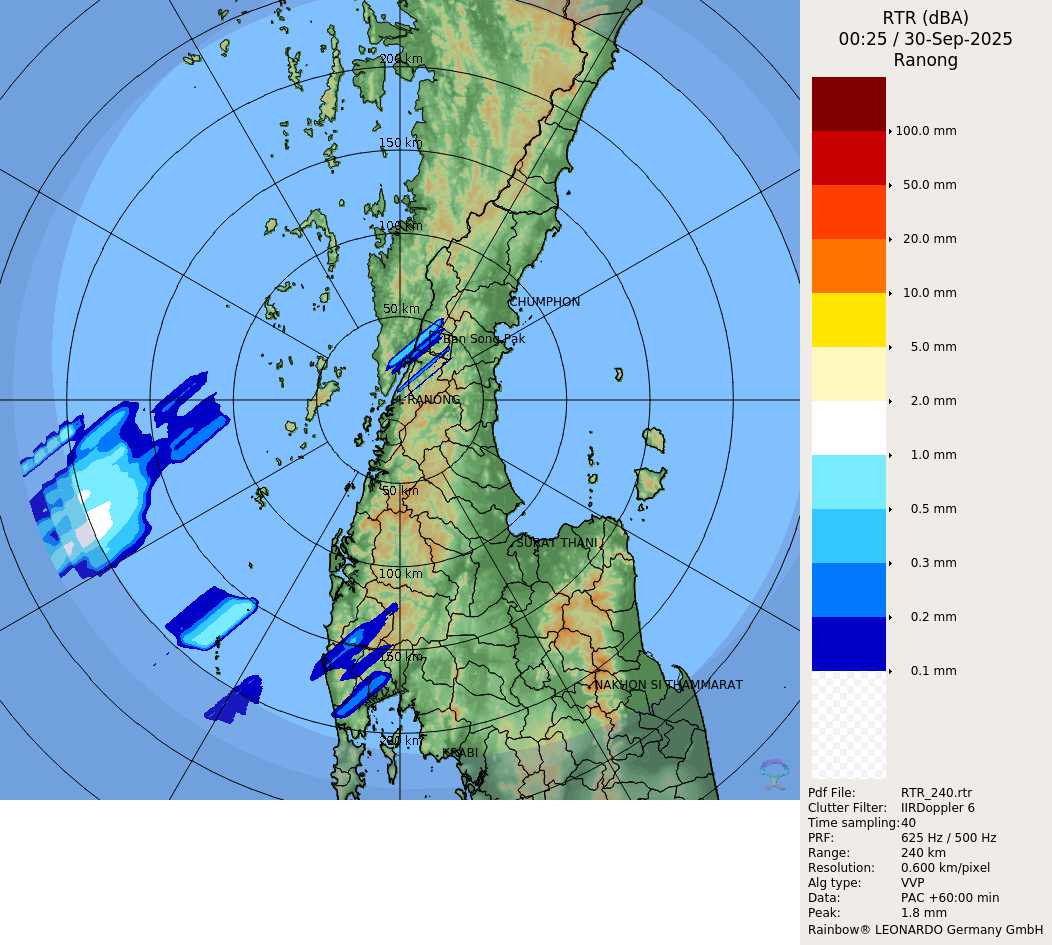 RTR (dBA)
00:25 / 30-Sep-2025
Ranong
200 km
150 km
100 km
50 km
CHUMPHON
Ban Song Pak
RANONG
50 km
SURAT THANI
100 km
150 km
NAKHON SI THAMMARAT
200 km
KRABI
100.0 mm
50.0 mm
20.0 mm
10.0 mm
5.0 mm
2.0 mm
1.0 mm
0.5 mm
0.3 mm
0.2 mm
0.1 mm
Pdf File: RTR_240.rtr
Clutter Filter: IIRDoppler 6
Time sampling: 40
PRF: 625 Hz / 500 Hz
Range: 240 km
Resolution: 0.600 km/pixel
Alg type: VVP
Data: PAC +60:00 min
Peak: 1.8 mm
Rainbow® LEONARDO Germany GmbH